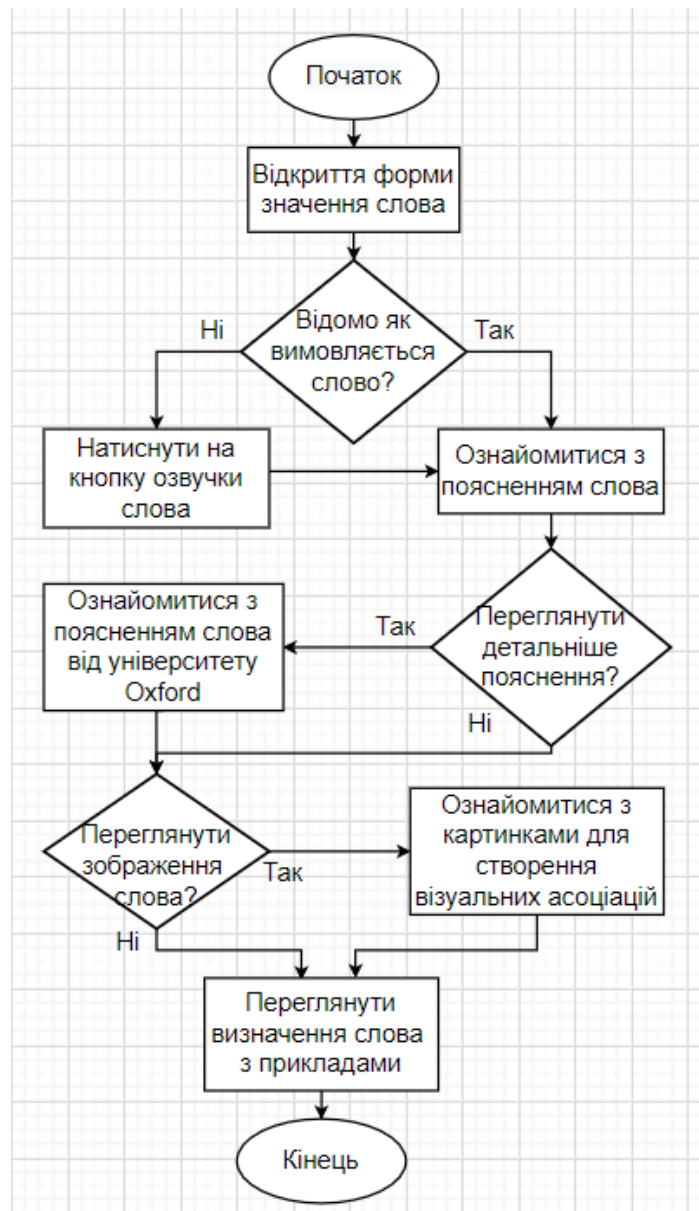 Початок
Відкриття форми
значення слова
Відомо як
вимовляється
слово?
Ні
Так
Натиснути на
кнопку озвучки
слова
Ознайомитися з
поясненням слова
Переглянути
детальніше
пояснення?
Так
Ні
Ознайомитися з
поясненням слова
від університету
Oxford
Переглянути
зображення
слова?
Так
Ні
Ознайомитися з
картинками для
створення
візуальних асоціацій
Переглянути
визначення слова
з прикладами
Кінець